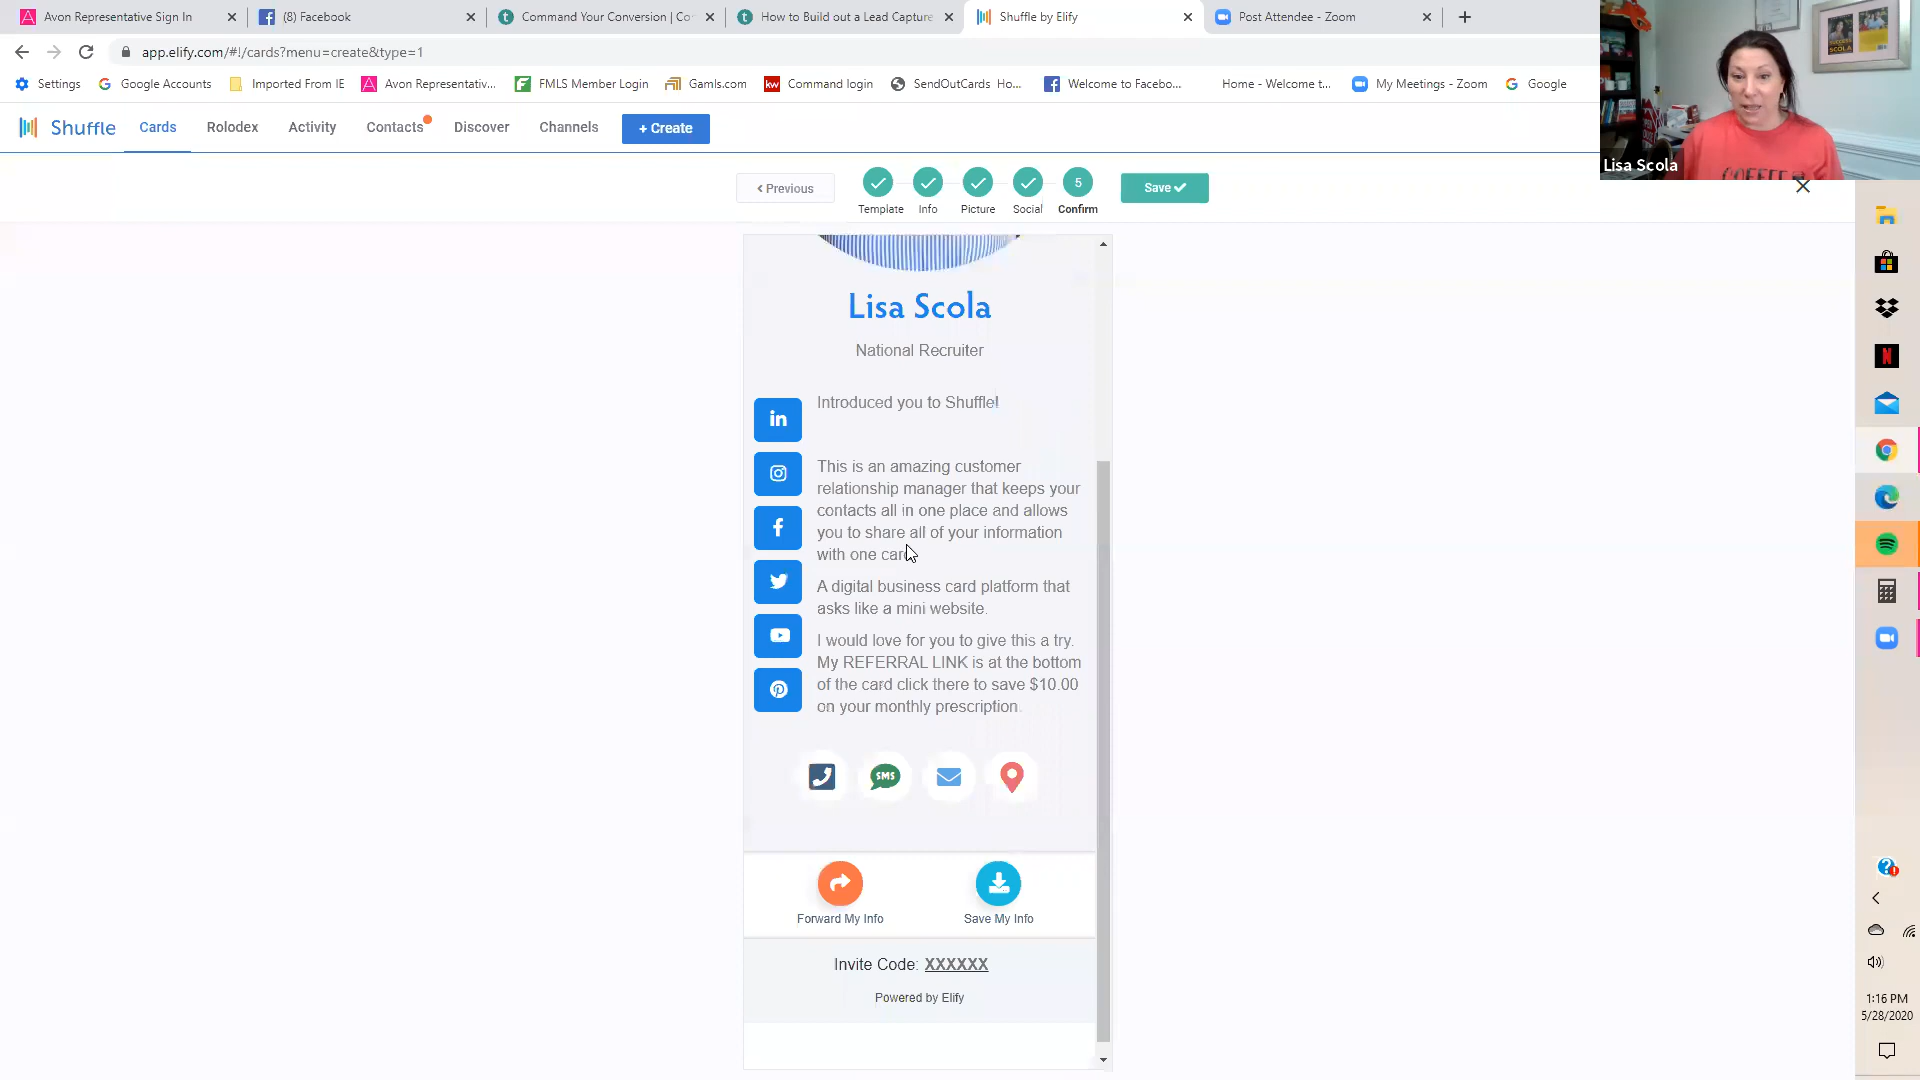 Avon Representative Sign In
(8) Facebook
Command Your Conversion | Co
How to Build out a Lead Capture
Shuffle by Elify
Post Attendee - Zoom
app.elify.com/#!/cards?menu=create&type=1
Settings
Google Accounts
Imported From IE
Avon Representativ...
FMLS Member Login
Gamls.com
kw Command login
SendOutCards Ho...
Welcome to Facebo...
Home - Welcome t...
My Meetings - Zoom
Google
Shuffle
Cards
Rolodex
Activity
Contacts
Discover
Channels
+ Create
SUCCESS
SCOLA
COFFEE
Lisa Scola
Previous
5
Template
Info
Picture
Social
Confirm
Save
Lisa Scola
National Recruiter
Introduced you to Shuffle!
This is an amazing customer
relationship manager that keeps your
contacts all in one place and allows
you to share all of your information
with one card
A digital business card platform that
asks like a mini website.
I would love for you to give this a try.
My REFERRAL LINK is at the bottom
of the card click there to save $10.00
on your monthly prescription.
SMS
Forward My Info
Save My Info
Invite Code: XXXXXX
Powered by Elify
1:16 PM
5/28/2020